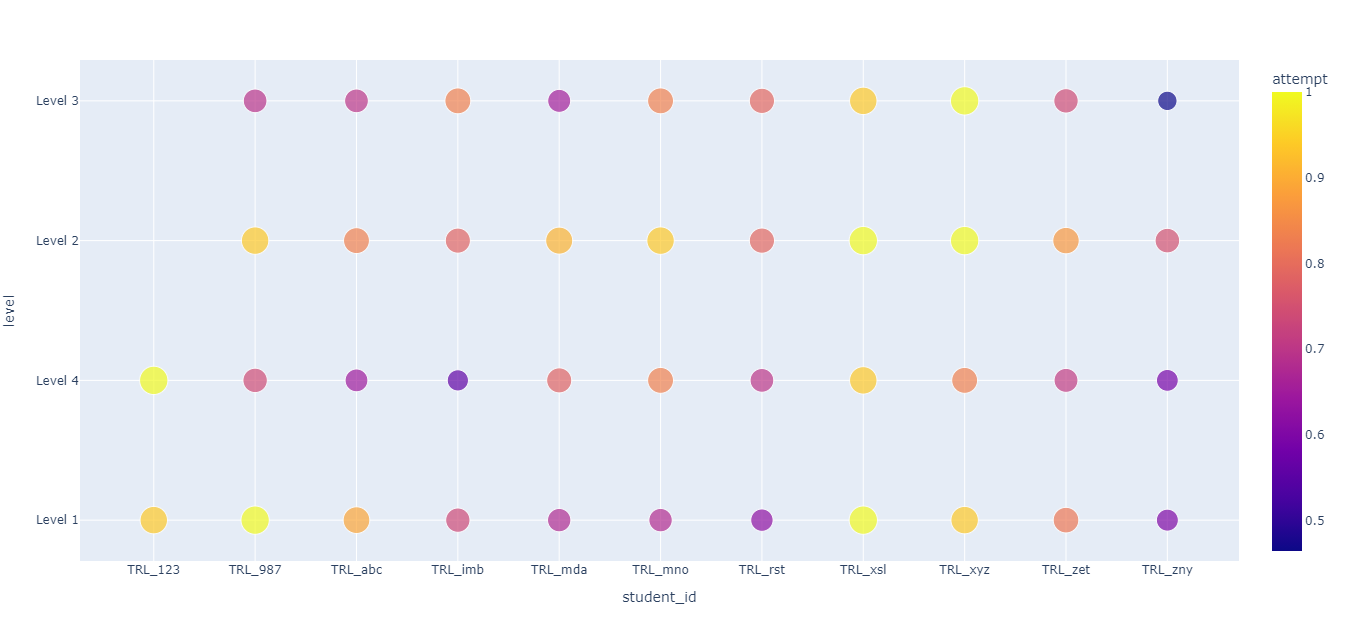 attempt
1
0.9
0.8
0.7
0.6
0.5
level
Level 3
Level 2
Level 4
Level 1
TRL_123 TRL_987 TRL_abc TRL_imb TRL_mda TRL_mno TRL_rst TRL_xsl TRL_xyz TRL_zet TRL_zny
student_id